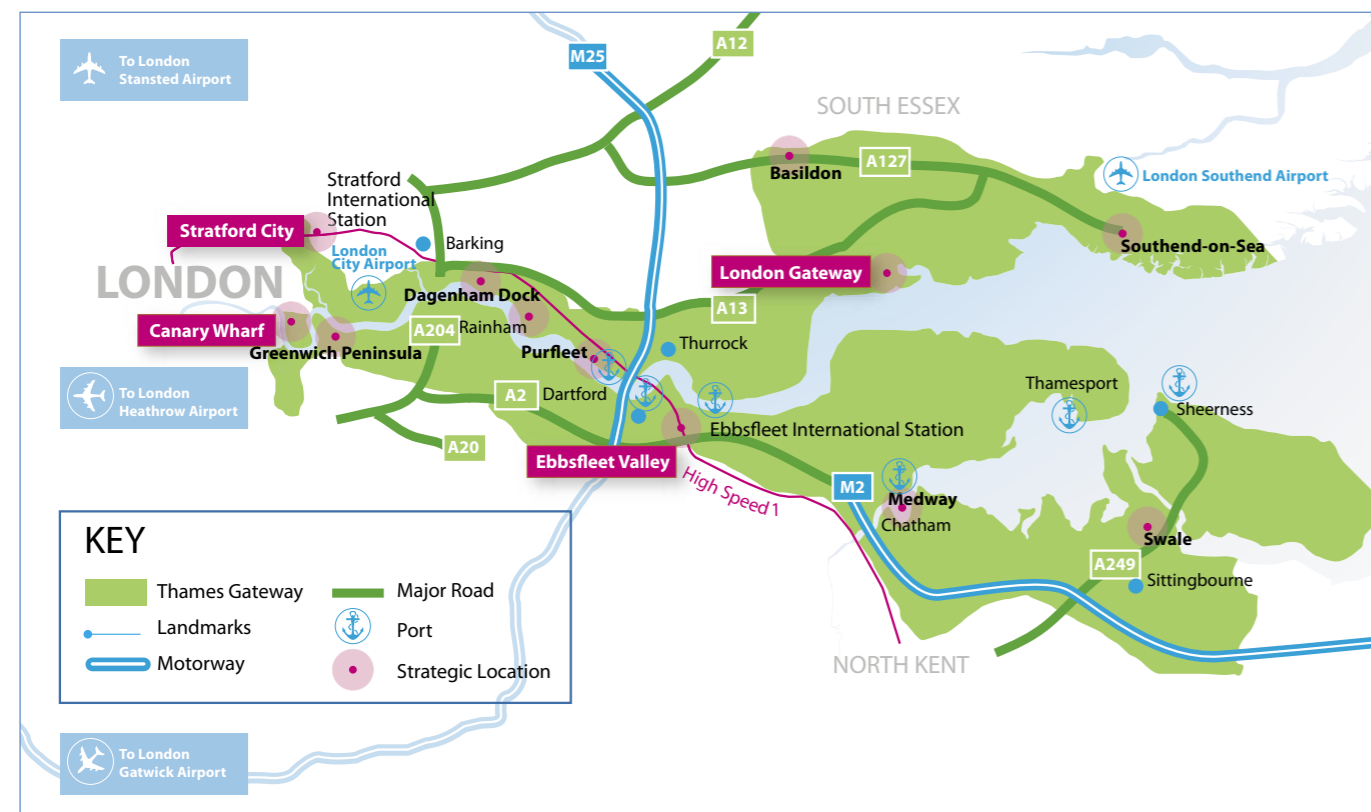 To London
Stansted Airport
M25
A12
SOUTH ESSEX
Basildon
A127
London Southend Airport
Stratford
International
Station
Stratford City
Barking
London
City Airport
Southend-on-Sea
LONDON
London Gateway
Dagenham Dock
A13
Canary Wharf
A204
Rainham
Greenwich Peninsula
Purfleet
Thurrock
To London
Heathrow Airport
A2
Dartford
Thamesport
Sheerness
A20
Ebbsfleet International Station
Ebbsfleet Valley
High Speed 1
M2
Medway
Chatham
Swale
A249
Sittingbourne
NORTH KENT
KEY
Thames Gateway
Landmarks
Motorway
Major Road
Port
Strategic Location
To London
Gatwick Airport